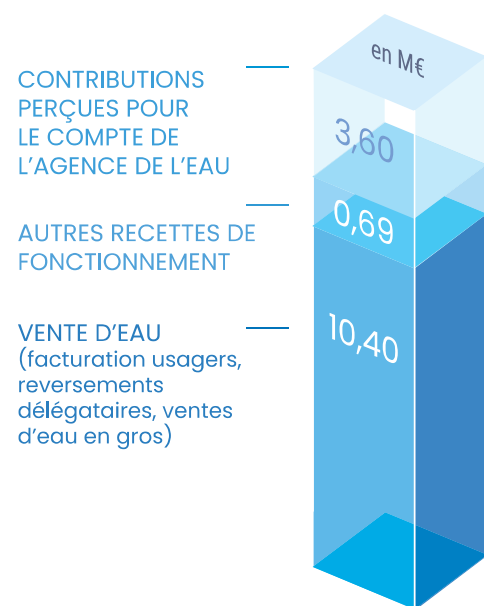 en M€
CONTRIBUTIONS
PERÇUES POUR
LE COMPTE DE
L’AGENCE DE L’EAU
3,60
AUTRES RECETTES DE
FONCTIONNEMENT
0,69
VENTE D’EAU
(facturation usagers,
reversements
délégataires, ventes
d’eau en gros)
10,40